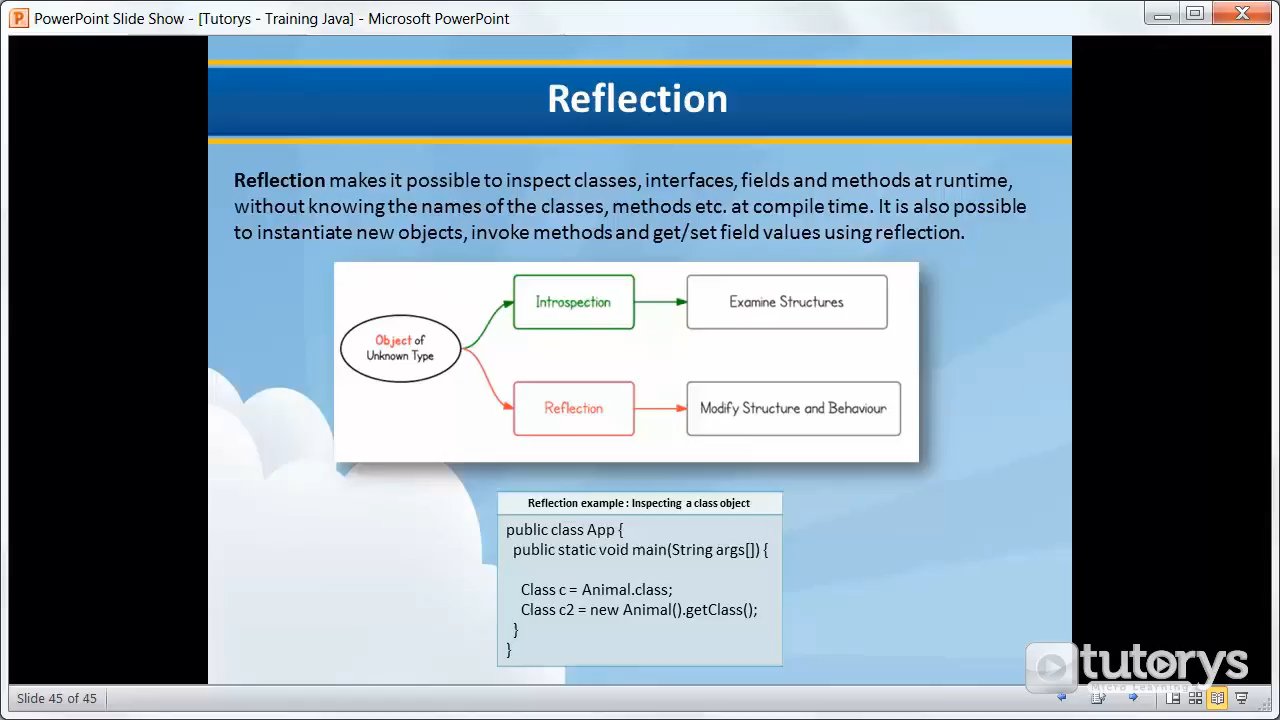 PowerPoint Slide Show - [Tutorys - Training Java] - Microsoft PowerPoint
Reflection
Reflection makes it possible to inspect classes, interfaces, fields and methods at runtime,
without knowing the names of the classes, methods etc. at compile time. It is also possible
to instantiate new objects, invoke methods and get/set field values using reflection.
Introspection
Examine Structures
Object of
Unknown Type
Reflection
Modify Structure and Behaviour
Reflection example : Inspecting a class object
public class App {
public static void main(String args[]) {
Class c = Animal.class;
Class c2 = new Animal().getClass();
}
}
tutorys
Micro Learning
Slide 45 of 45